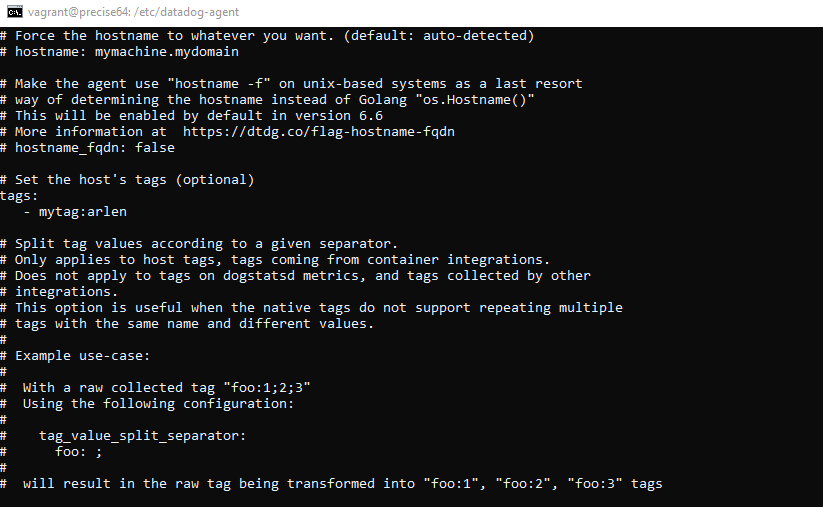 vagrant@precise64: /etc/datadog-agent
# Force the hostname to whatever you want. (default: auto-detected)
# hostname: mymachine.mydomain
# Make the agent use "hostname -f" on unix-based systems as a last resort
# way of determining the hostname instead of Golang "os.Hostname()"
# This will be enabled by default in version 6.6
# More information at  https://dtdg.co/flag-hostname-fqdn
# hostname_fqdn: false
# Set the host's tags (optional)
tags:
   - mytag:arlen
# Split tag values according to a given separator.
# Only applies to host tags, tags coming from container integrations.
# Does not apply to tags on dogstatsd metrics, and tags collected by other
# integrations.
# This option is useful when the native tags do not support repeating multiple
# tags with the same name and different values.
#
# Example use-case:
#
#  With a raw collected tag "foo:1;2;3"
#  Using the following configuration:
#
#    tag_value_split_separator:
#      foo: ;
#
#  will result in the raw tag being transformed into "foo:1", "foo:2", "foo:3" tags